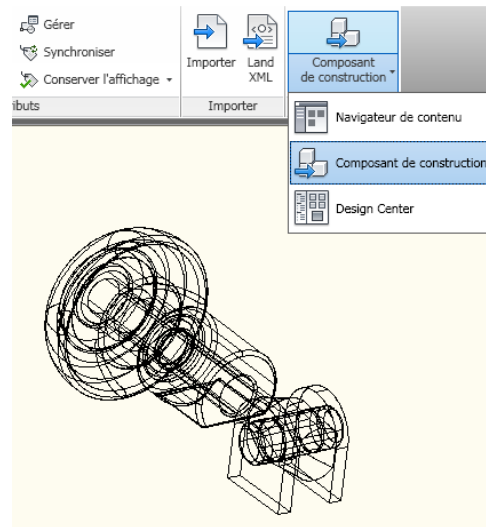 Gérer
Synchroniser
Conserver l'affichage
ibuts
Importer
Land
XML
Importer
Composant
de construction
Navigateur de contenu
Composant de construction
Design Center